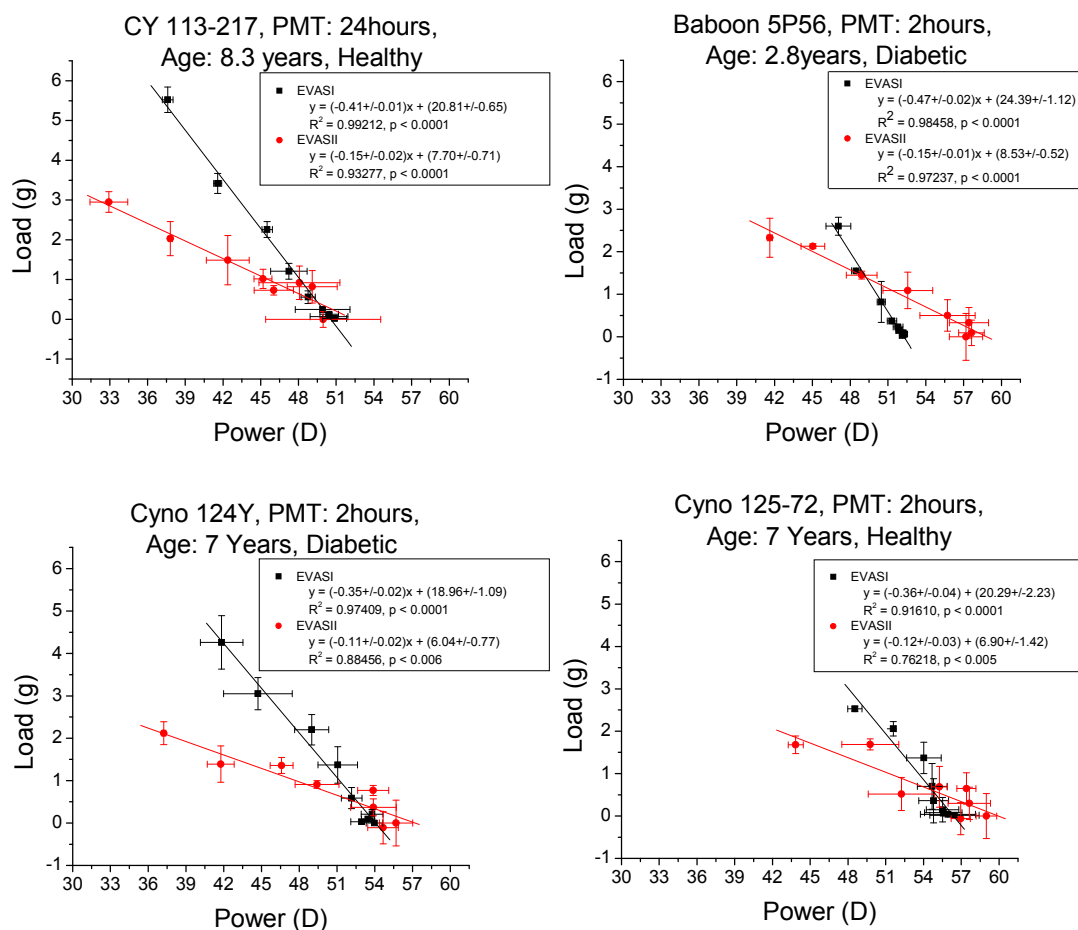 CY 113-217, PMT: 24hours,
Age: 8.3 years, Healthy
EVASI
y = (-0.41+/-0.01)x + (20.81+/-0.65)
R² = 0.99212, p < 0.0001
EVASII
y = (-0.15+/-0.02)x + (7.70+/-0.71)
R² = 0.93277, p < 0.0001
6
5
4
3
2
1
0
-1
Load (g)
30 33 36 39 42 45 48 51 54 57 60
Power (D)
Baboon 5P56, PMT: 2hours,
Age: 2.8years, Diabetic
EVASI
y = (-0.47+/-0.02)x + (24.39+/-1.12)
R² = 0.98458, p < 0.0001
EVASII
y = (-0.15+/-0.01)x + (8.53+/-0.52)
R² = 0.97237, p < 0.0001
6
5
4
3
2
1
0
-1
Load (g)
30 33 36 39 42 45 48 51 54 57 60
Power (D)
Cyno 124Y, PMT: 2hours,
Age: 7 Years, Diabetic
EVASI
y = (-0.35+/-0.02)x + (18.96+/-1.09)
R² = 0.97409, p < 0.0001
EVASII
y = (-0.11+/-0.02)x + (6.04+/-0.77)
R² = 0.88456, p < 0.006
6
5
4
3
2
1
0
-1
Load (g)
30 33 36 39 42 45 48 51 54 57 60
Power (D)
Cyno 125-72, PMT: 2hours,
Age: 7 Years, Healthy
EVASI
y = (-0.36+/-0.04) + (20.29+/-2.23)
R² = 0.91610, p < 0.0001
EVASII
y = (-0.12+/-0.03) + (6.90+/-1.42)
R² = 0.76218, p < 0.005
6
5
4
3
2
1
0
-1
Load (g)
30 33 36 39 42 45 48 51 54 57 60
Power (D)